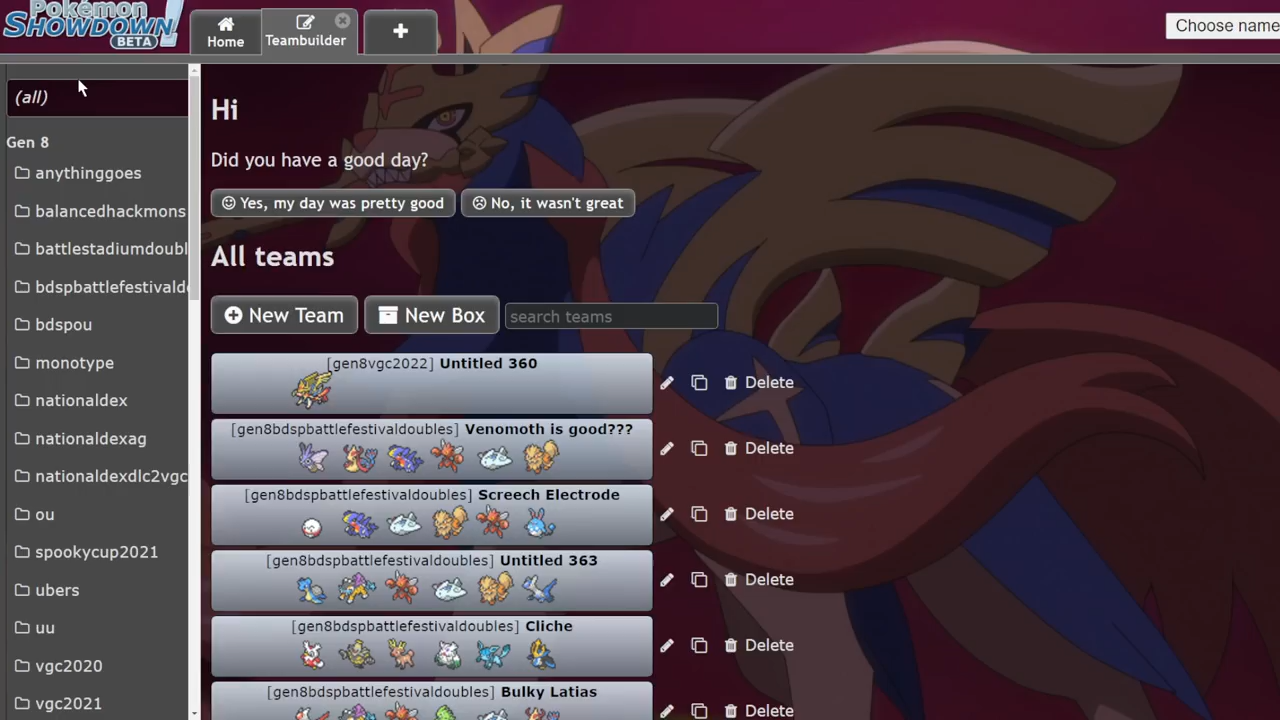 Pokémon
SHOWDOWN!
BETA
Home
Teambuilder
Choose name
(all)
Gen 8
anythinggoes
balancedhackmons
battlestadiumdoubl
bdspbattlefestivaldo
bdspou
monotype
nationaldex
nationaldexag
nationaldexdlc2vgc
ou
spookycup2021
ubers
uu
vgc2020
vgc2021
Hi
Did you have a good day?
Yes, my day was pretty good
No, it wasn't great
All teams
New Team
New Box
search teams
[gen8vgc2022] Untitled 360
Delete
[gen8bdspbattlefestivaldoubles] Venomoth is good???
Delete
[gen8bdspbattlefestivaldoubles] Screech Electrode
Delete
[gen8bdspbattlefestivaldoubles] Untitled 363
Delete
[gen8bdspbattlefestivaldoubles] Cliche
Delete
[gen8bdspbattlefestivaldoubles] Bulky Latias
Delete